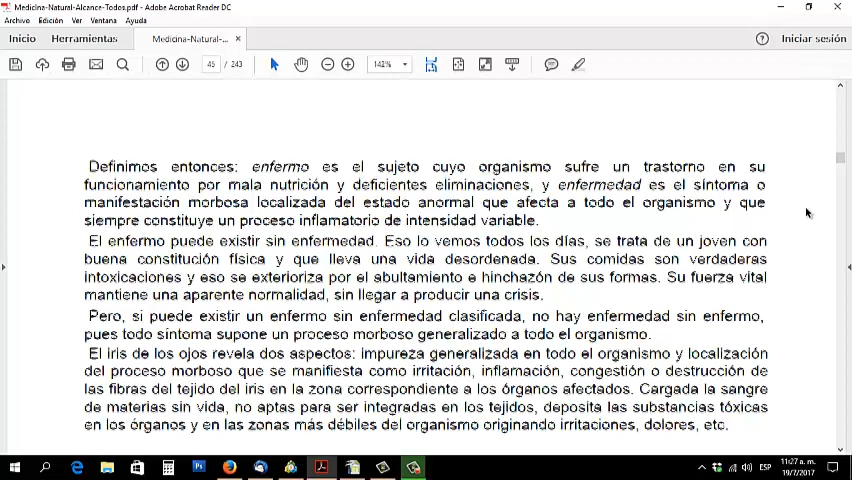 Medicina-Natural-Alcance-Todos.pdf - Adobe Acrobat Reader DC
Archivo Edición Ver Ventana Ayuda
Inicio Herramientas Medicina-Natural-... × Iniciar sesión
45 / 243 142%
Definimos entonces: enfermo es el sujeto cuyo organismo sufre un trastorno en su
funcionamiento por mala nutrición y deficientes eliminaciones, y enfermedad es el síntoma o
manifestación morbosa localizada del estado anormal que afecta a todo el organismo y que
siempre constituye un proceso inflamatorio de intensidad variable.
El enfermo puede existir sin enfermedad. Eso lo vemos todos los días, se trata de un joven con
buena constitución física y que lleva una vida desordenada. Sus comidas son verdaderas
intoxicaciones y eso se exterioriza por el abultamiento e hinchazón de sus formas. Su fuerza vital
mantiene una aparente normalidad, sin llegar a producir una crisis.
Pero, si puede existir un enfermo sin enfermedad clasificada, no hay enfermedad sin enfermo,
pues todo síntoma supone un proceso morboso generalizado a todo el organismo.
El iris de los ojos revela dos aspectos: impureza generalizada en todo el organismo y localización
del proceso morboso que se manifiesta como irritación, inflamación, congestión o destrucción de
las fibras del tejido del iris en la zona correspondiente a los órganos afectados. Cargada la sangre
de materias sin vida, no aptas para ser integradas en los tejidos, deposita las substancias tóxicas
en los órganos y en las zonas más débiles del organismo originando irritaciones, dolores, etc.
ESP 11:27 a. m.
19/7/2017